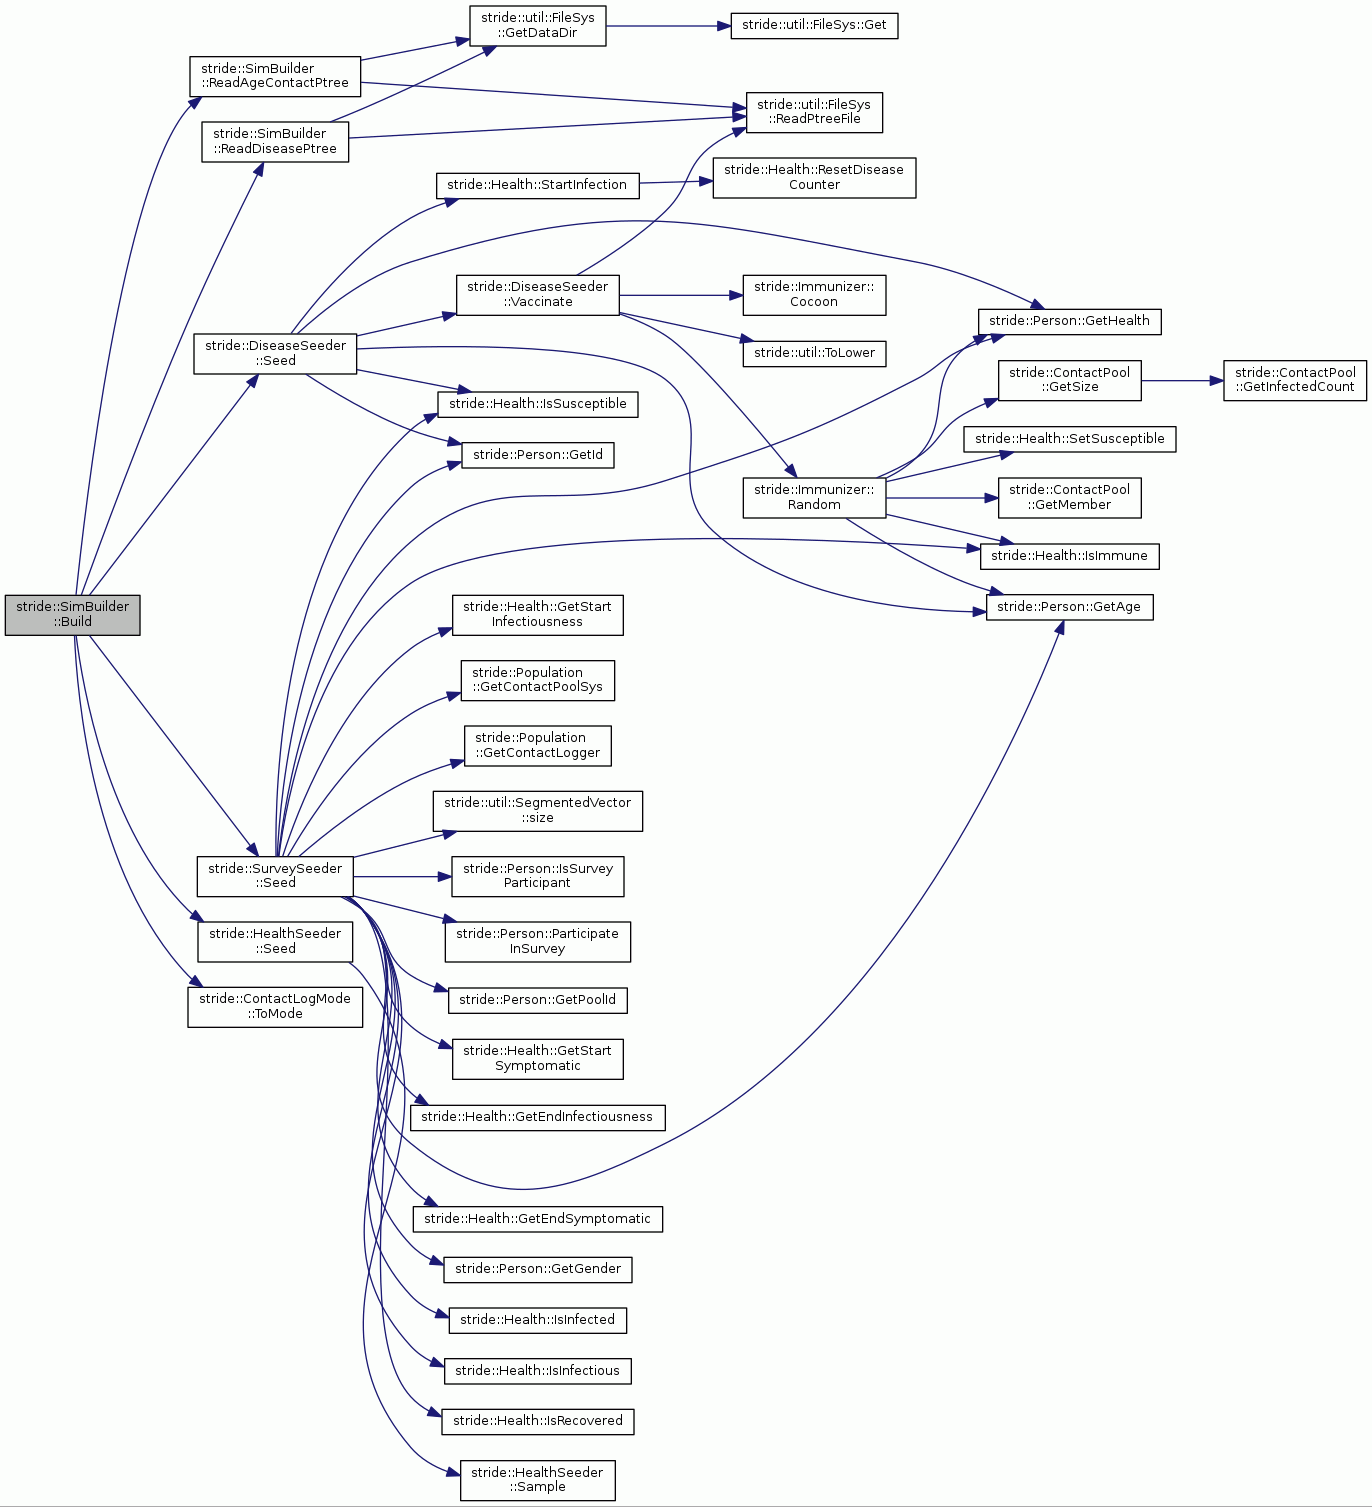 stride::util::FileSys
::GetDataDir
stride::util::FileSys::Get
stride::SimBuilder
::ReadAgeContactPtree
stride::util::FileSys
::ReadPtreeFile
stride::SimBuilder
::ReadDiseasePtree
stride::Health::StartInfection
stride::Health::ResetDisease
Counter
stride::DiseaseSeeder
::Vaccinate
stride::Immunizer::
Cocoon
stride::Person::GetHealth
stride::DiseaseSeeder
::Seed
stride::util::ToLower
stride::ContactPool
::GetSize
stride::ContactPool
::GetInfectedCount
stride::Health::IsSusceptible
stride::Health::SetSusceptible
stride::Person::GetId
stride::Immunizer::
Random
stride::ContactPool
::GetMember
stride::Health::IsImmune
stride::SimBuilder
::Build
stride::Health::GetStart
Infectiousness
stride::Person::GetAge
stride::Population
::GetContactPoolSys
stride::Population
::GetContactLogger
stride::util::SegmentedVector
::size
stride::SurveySeeder
::Seed
stride::Person::IsSurvey
Participant
stride::HealthSeeder
::Seed
stride::Person::Participate
InSurvey
stride::ContactLogMode
::ToMode
stride::Person::GetPoolId
stride::Health::GetStart
Symptomatic
stride::Health::GetEndInfectiousness
stride::Health::GetEndSymptomatic
stride::Person::GetGender
stride::Health::IsInfected
stride::Health::IsInfectious
stride::Health::IsRecovered
stride::HealthSeeder
::Sample